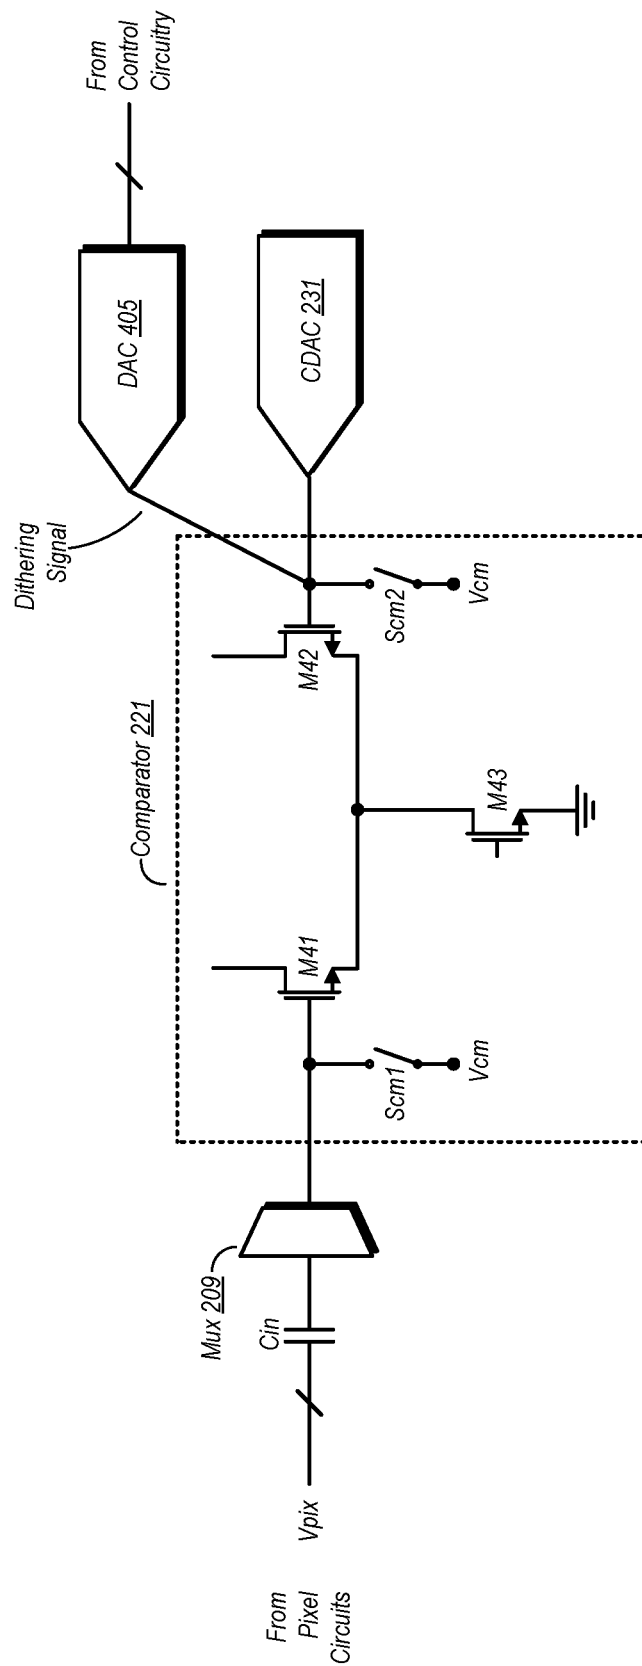 From
Control
Circuitry
DAC 405
CDAC 231
Dithering
Signal
Comparator 221
M42
Scm2
Vcm
M43
M41
Scm1
Vcm
Mux 209
Cin
Vpix
From
Pixel
Circuits